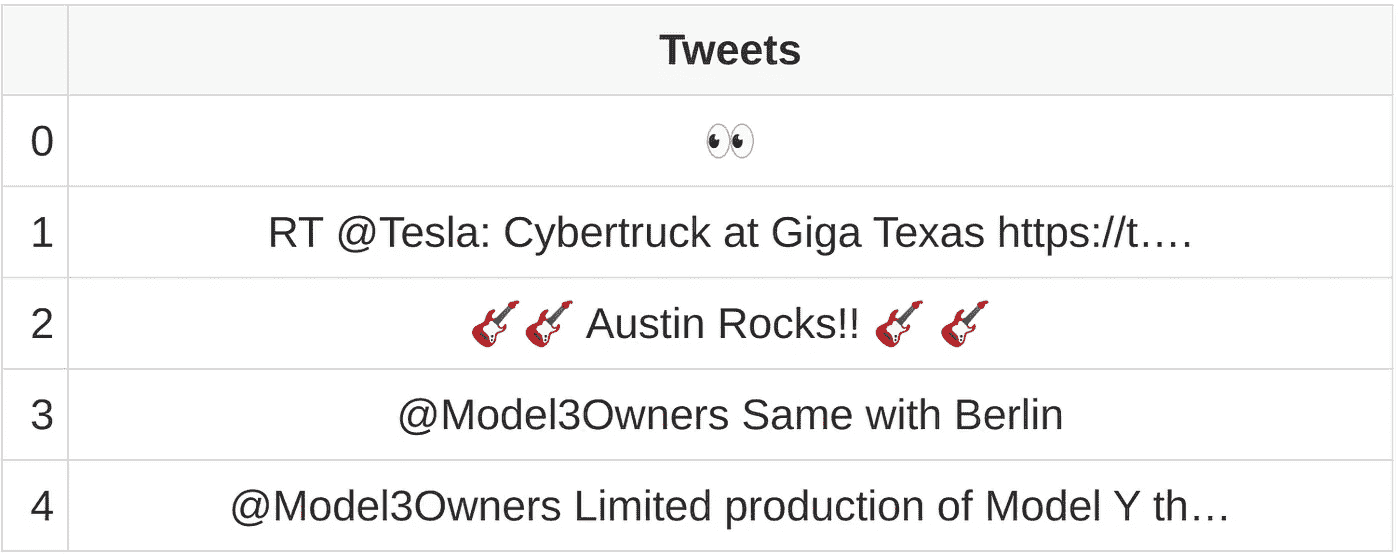 Tweets
0 👀
1 RT @Tesla: Cybertruck at Giga Texas https://t.…
2 🎸🎸 Austin Rocks!! 🎸 🎸
3 @Model3Owners Same with Berlin
4 @Model3Owners Limited production of Model Y th…